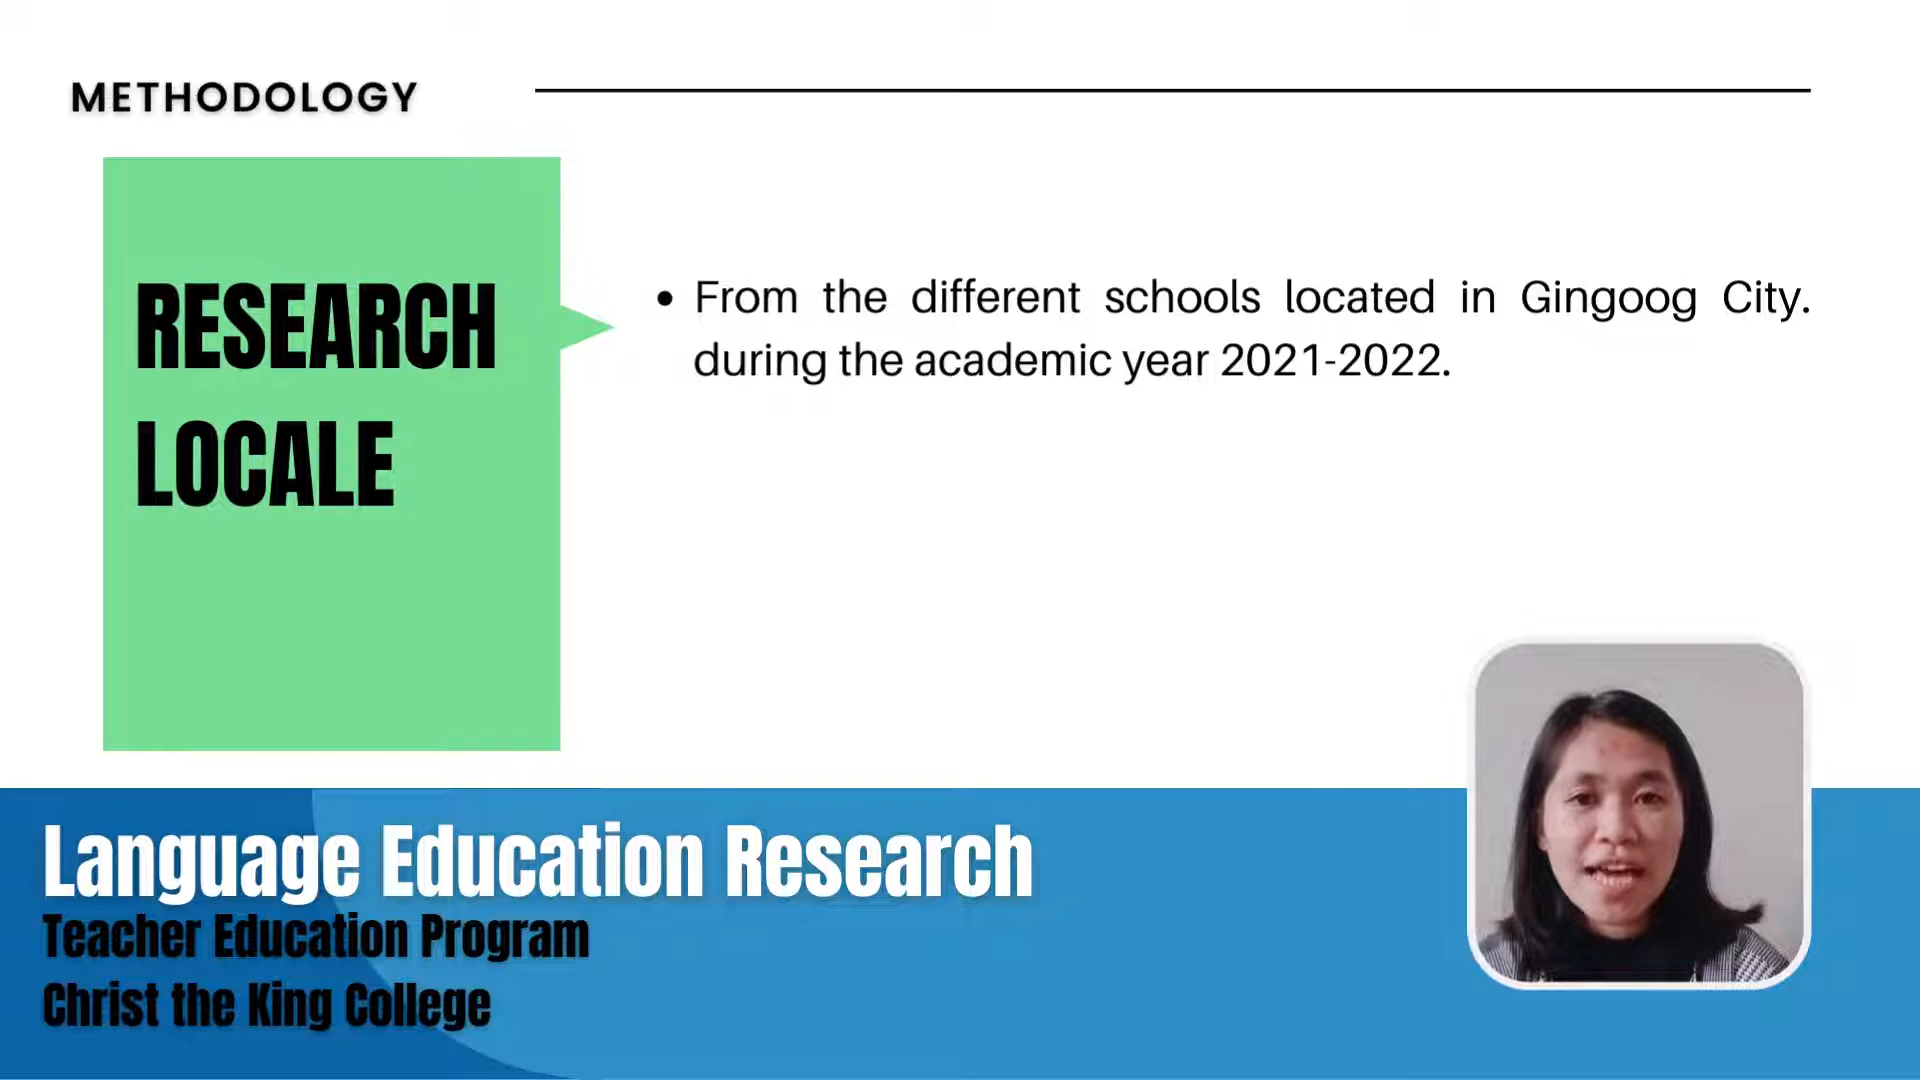 METHODOLOGY
RESEARCH
LOCALE
• From the different schools located in Gingoog City.
during the academic year 2021-2022.
Language Education Research
Teacher Education Program
Christ the King College